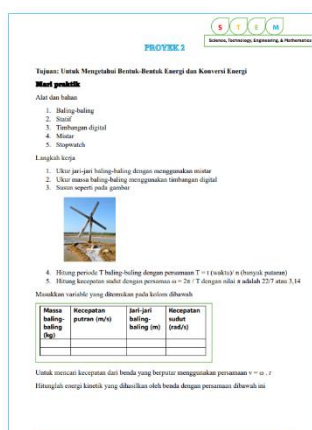 S T E M
Science, Technology, Engineering, & Mathematics
PROYEK 2
Tujuan: Untuk Mengetahui Bentuk-Bentuk Energi dan Konversi Energi
Mari praktik
Alat dan bahan
1. Baling-baling
2. Statif
3. Timbangan digital
4. Mistar
5. Stopwatch
Langkah kerja
1. Ukur jari-jari baling-baling dengan menggunakan mistar
2. Ukur massa baling-baling menggunakan timbangan digital
3. Susun seperti pada gambar
4. Hitung periode T baling-baling dengan persamaan T = t (waktu)/ n (banyak putaran)
5. Hitung kecepatan sudut dengan persamaa ω = 2π / T dengan nilai π adalah 22/7 atau 3,14
Masukkan variable yang ditemukan pada kolom dibawah
Massa baling-baling (kg)
Kecepatan putran (m/s)
Jari-jari baling-baling (m)
Kecepatan sudut (rad/s)
Untuk mencari kecepatan dari benda yang berputar menggunakan persamaan v = ω . r
Hitunglah energi kinetik yang dihasilkan oleh benda dengan persamaan dibawah ini